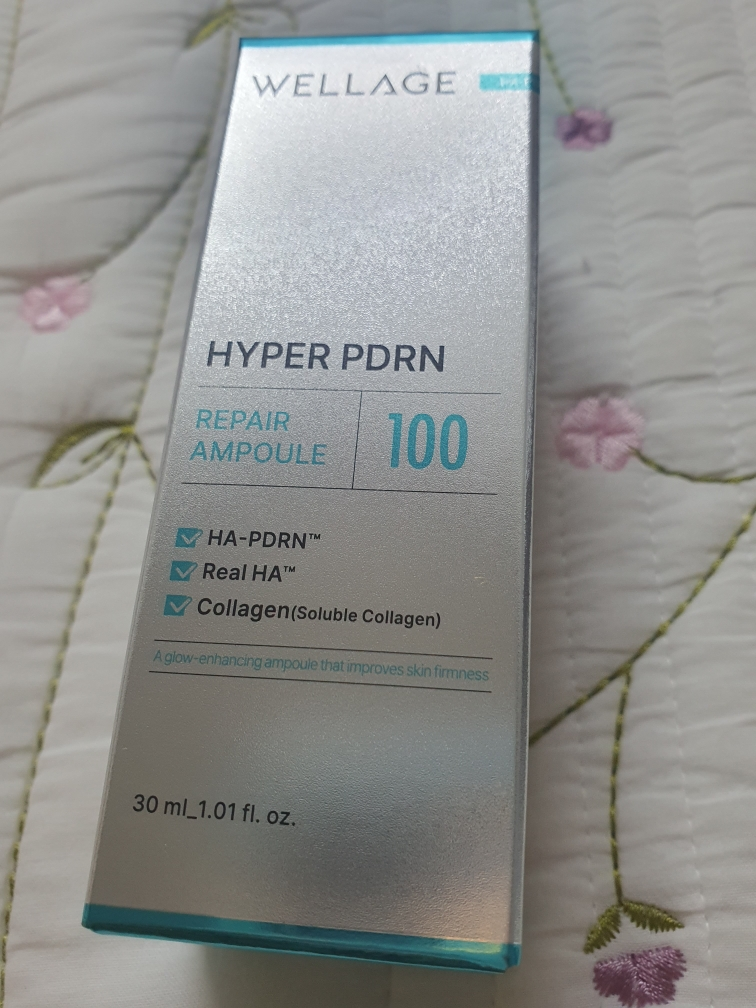 WELLAGE
HYPER PDRN
REPAIR
AMPOULE
100
HA-PDRN™
Real HA™
Collagen(Soluble Collagen)
A glow-enhancing ampoule that improves skin firmness
30 ml_1.01 fl. oz.